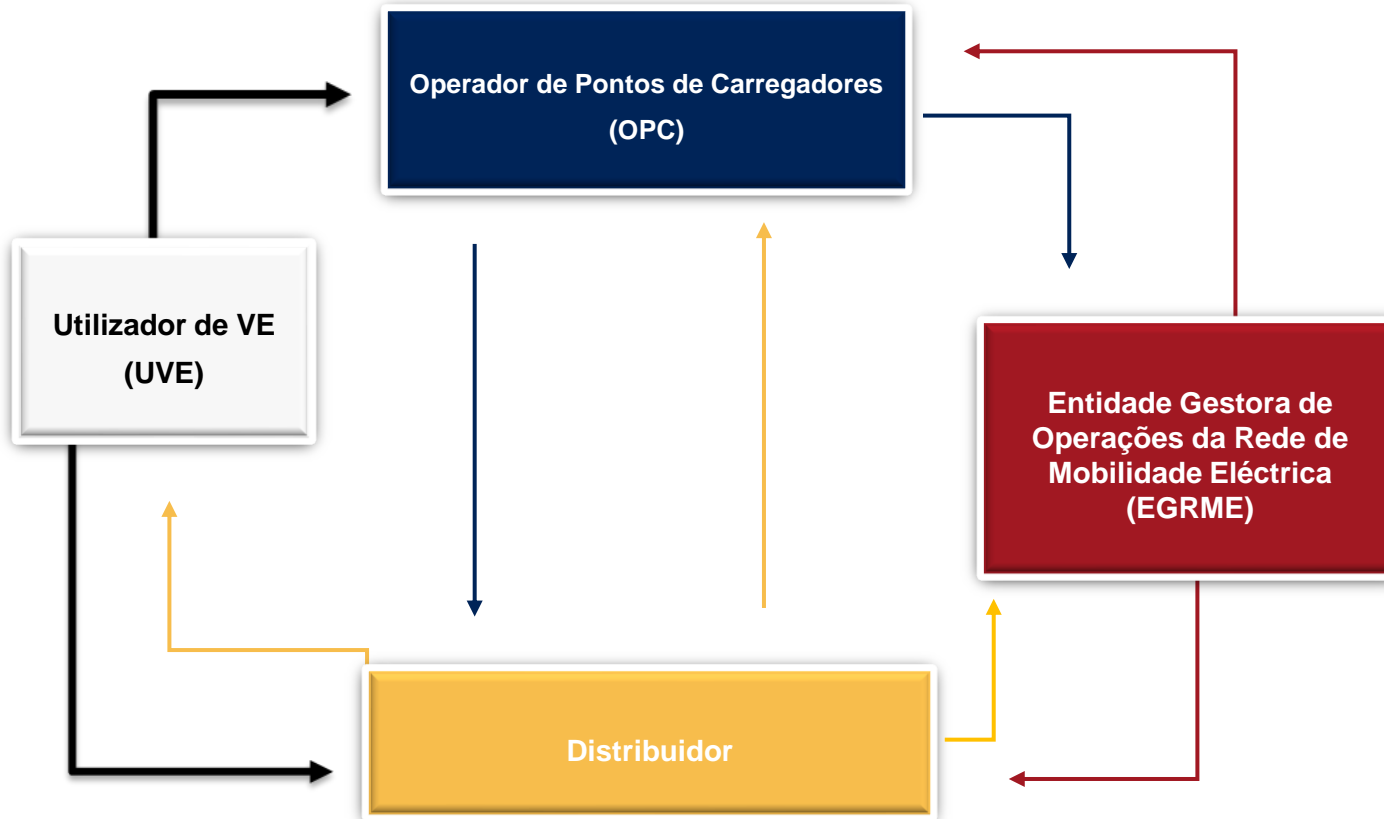 Operador de Pontos de Carregadores
(OPC)
Utilizador de VE
(UVE)
Entidade Gestora de
Operações da Rede de
Mobilidade Eléctrica
(EGRME)
Distribuidor